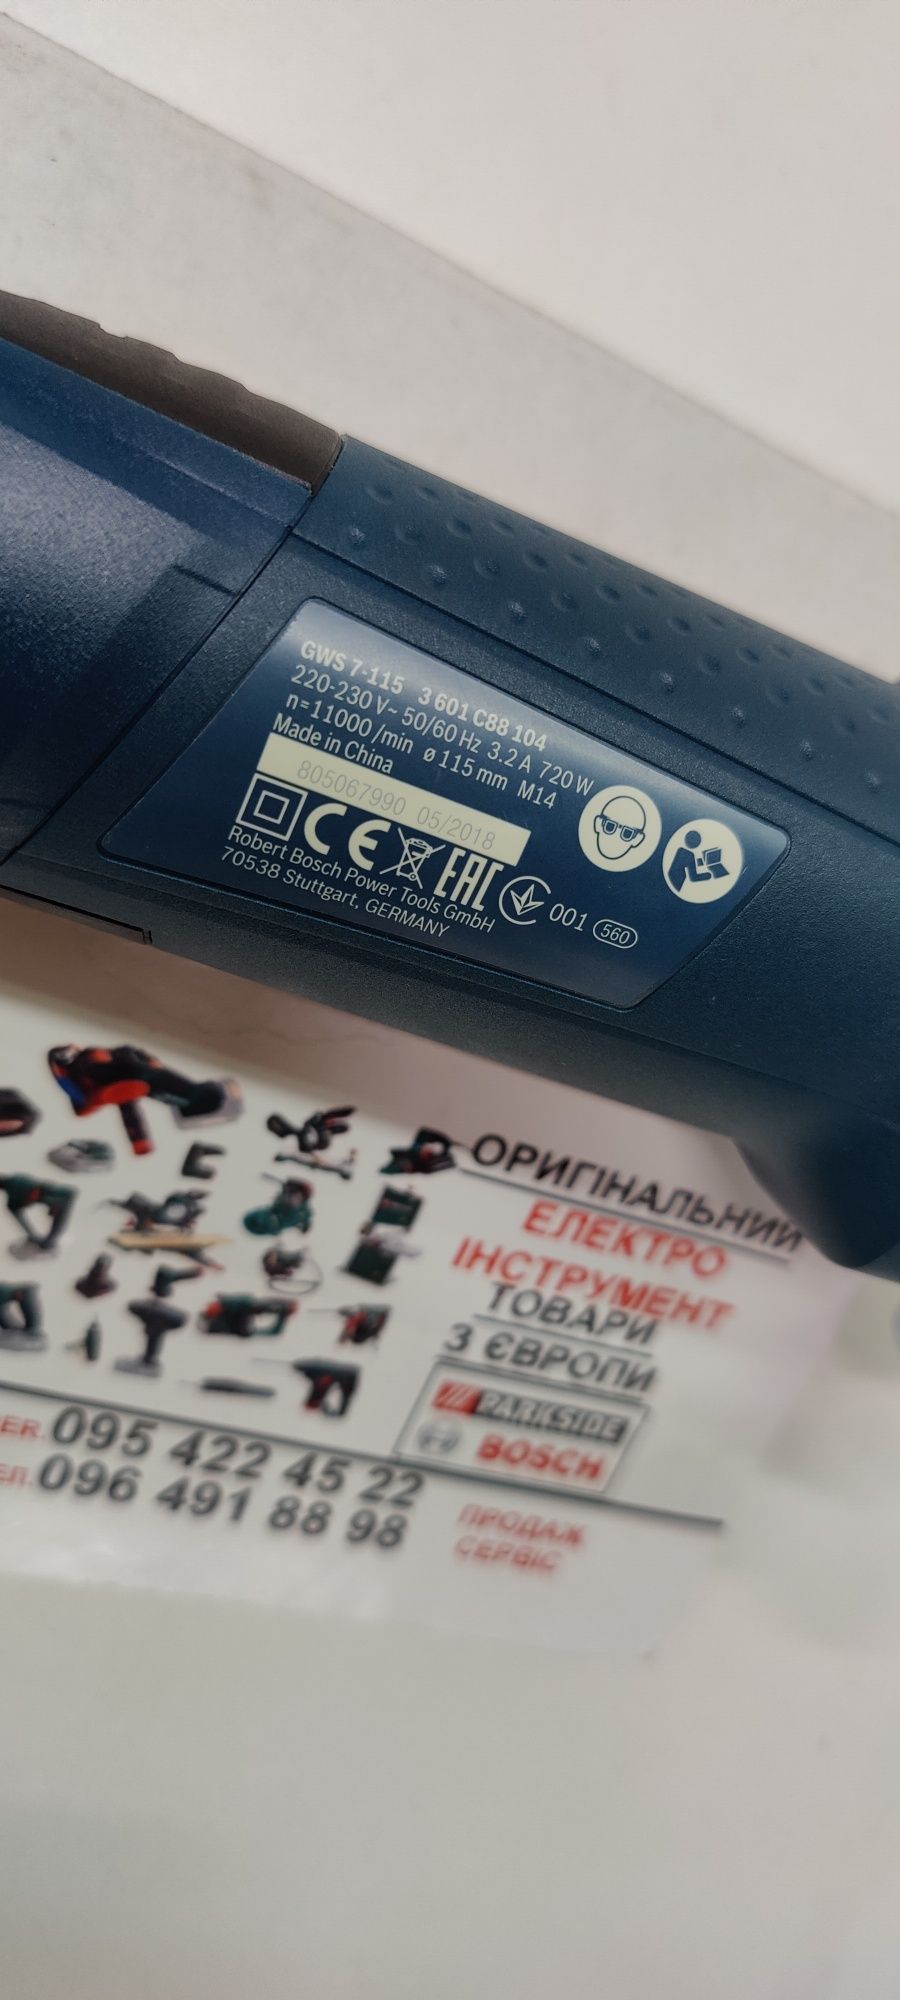 GWS 7-115 3 601 C88 104
220-230 V~ 50/60 Hz 3.2 A 720 W
n=11000 /min ø 115 mm M14
Made in China
805067990 05/2018
CE EAC 001 560
Robert Bosch Power Tools GmbH
70538 Stuttgart, GERMANY
ОРИГІНАЛЬНИЙ
ЕЛЕКТРО
ІНСТРУМЕНТ
ТОВАРИ
З ЄВРОПИ
PARKSIDE
BOSCH
095 422 45 22
096 491 88 98
ПРОДАЖ
СЕРВІС